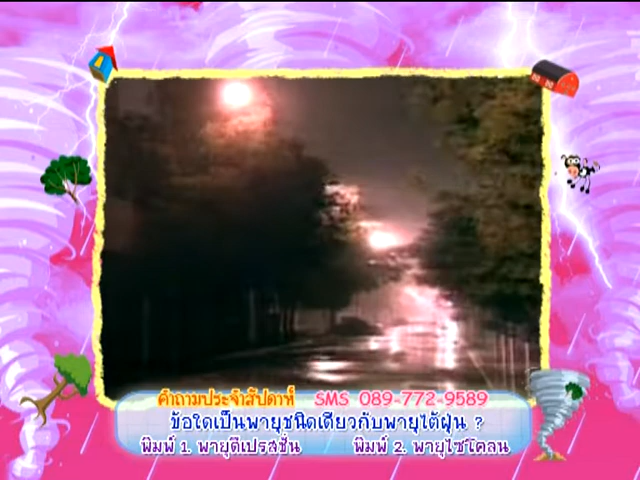 คำถามประจำสัปดาห์ SMS 089-772-9589
ข้อใดเป็นพายุชนิดเดียวกับพายุไต้ฝุ่น ?
พิมพ์ 1. พายุดีเปรสชั่น พิมพ์ 2. พายุไซโคลน